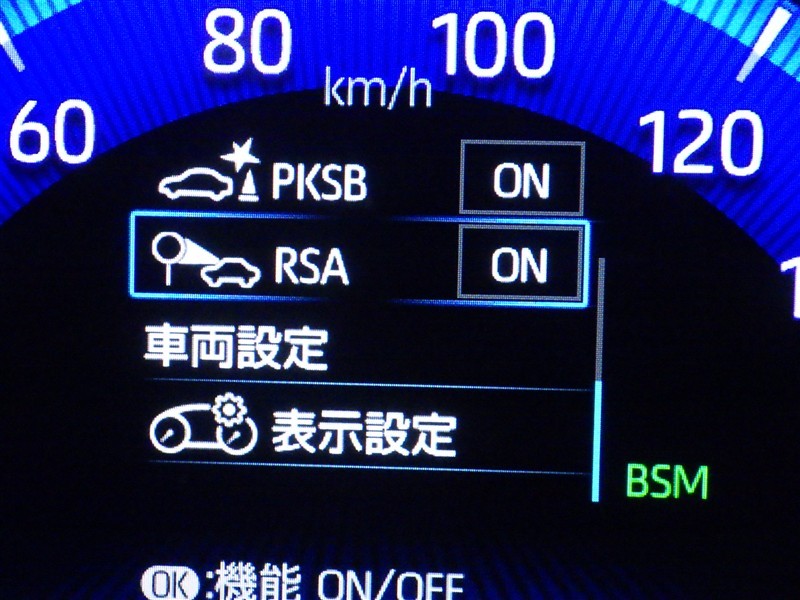 80 100
km/h
60 120
PKSB ON
RSA ON
車両設定
表示設定
BSM
OK:機能 ON/OFF